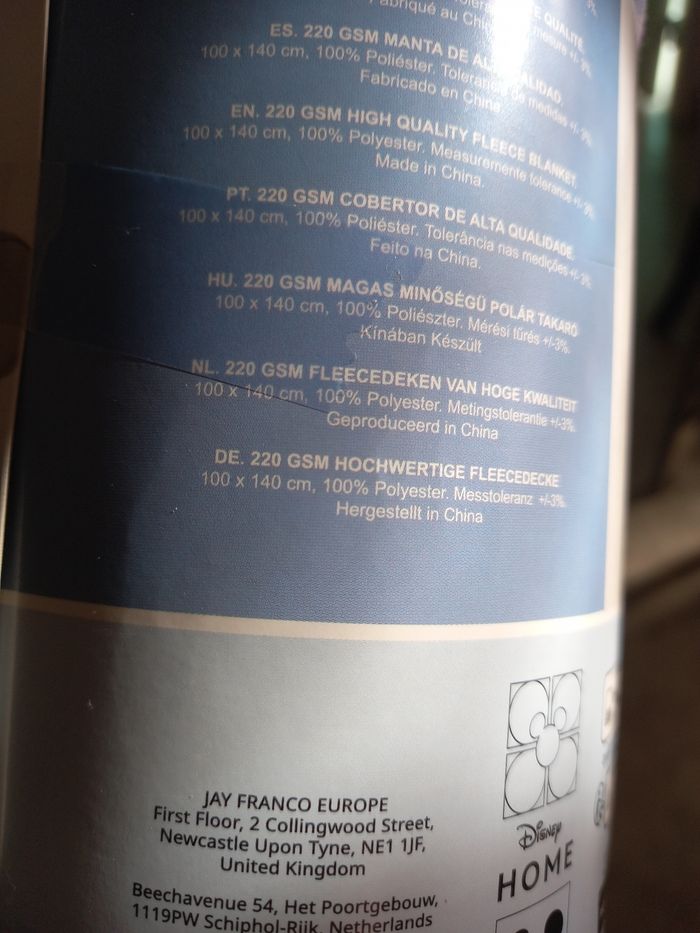 E QUALITÉ
Fabriqué au
mesure +/- 3%.
ES. 220 GSM MANTA DE ALTA CALIDAD.
100 x 140 cm, 100% Poliéster. Tolerancia de medidas +/- 3%.
Fabricado en China.
EN. 220 GSM HIGH QUALITY FLEECE BLANKET.
100 x 140 cm, 100% Polyester. Measuremente tolerance +/- 3%.
Made in China.
PT. 220 GSM COBERTOR DE ALTA QUALIDADE.
100 x 140 cm, 100% Poliéster. Tolerância nas medições +/- 3%.
Feito na China.
HU. 220 GSM MAGAS MINŐSÉGŰ POLÁR TAKARÓ
100 x 140 cm, 100% Poliészter. Mérési tűrés +/-3%.
Kínában Készült
NL. 220 GSM FLEECEDEKEN VAN HOGE KWALITEIT
100 x 140 cm, 100% Polyester. Metingstolerantie +/-3%.
Geproduceerd in China
DE. 220 GSM HOCHWERTIGE FLEECEDECKE
100 x 140 cm, 100% Polyester. Messtoleranz +/-3%.
Hergestellt in China
JAY FRANCO EUROPE
First Floor, 2 Collingwood Street,
Newcastle Upon Tyne, NE1 1JF,
United Kingdom
Beechavenue 54, Het Poortgebouw,
1119PW Schiphol-Rijk, Netherlands
Disney
HOME